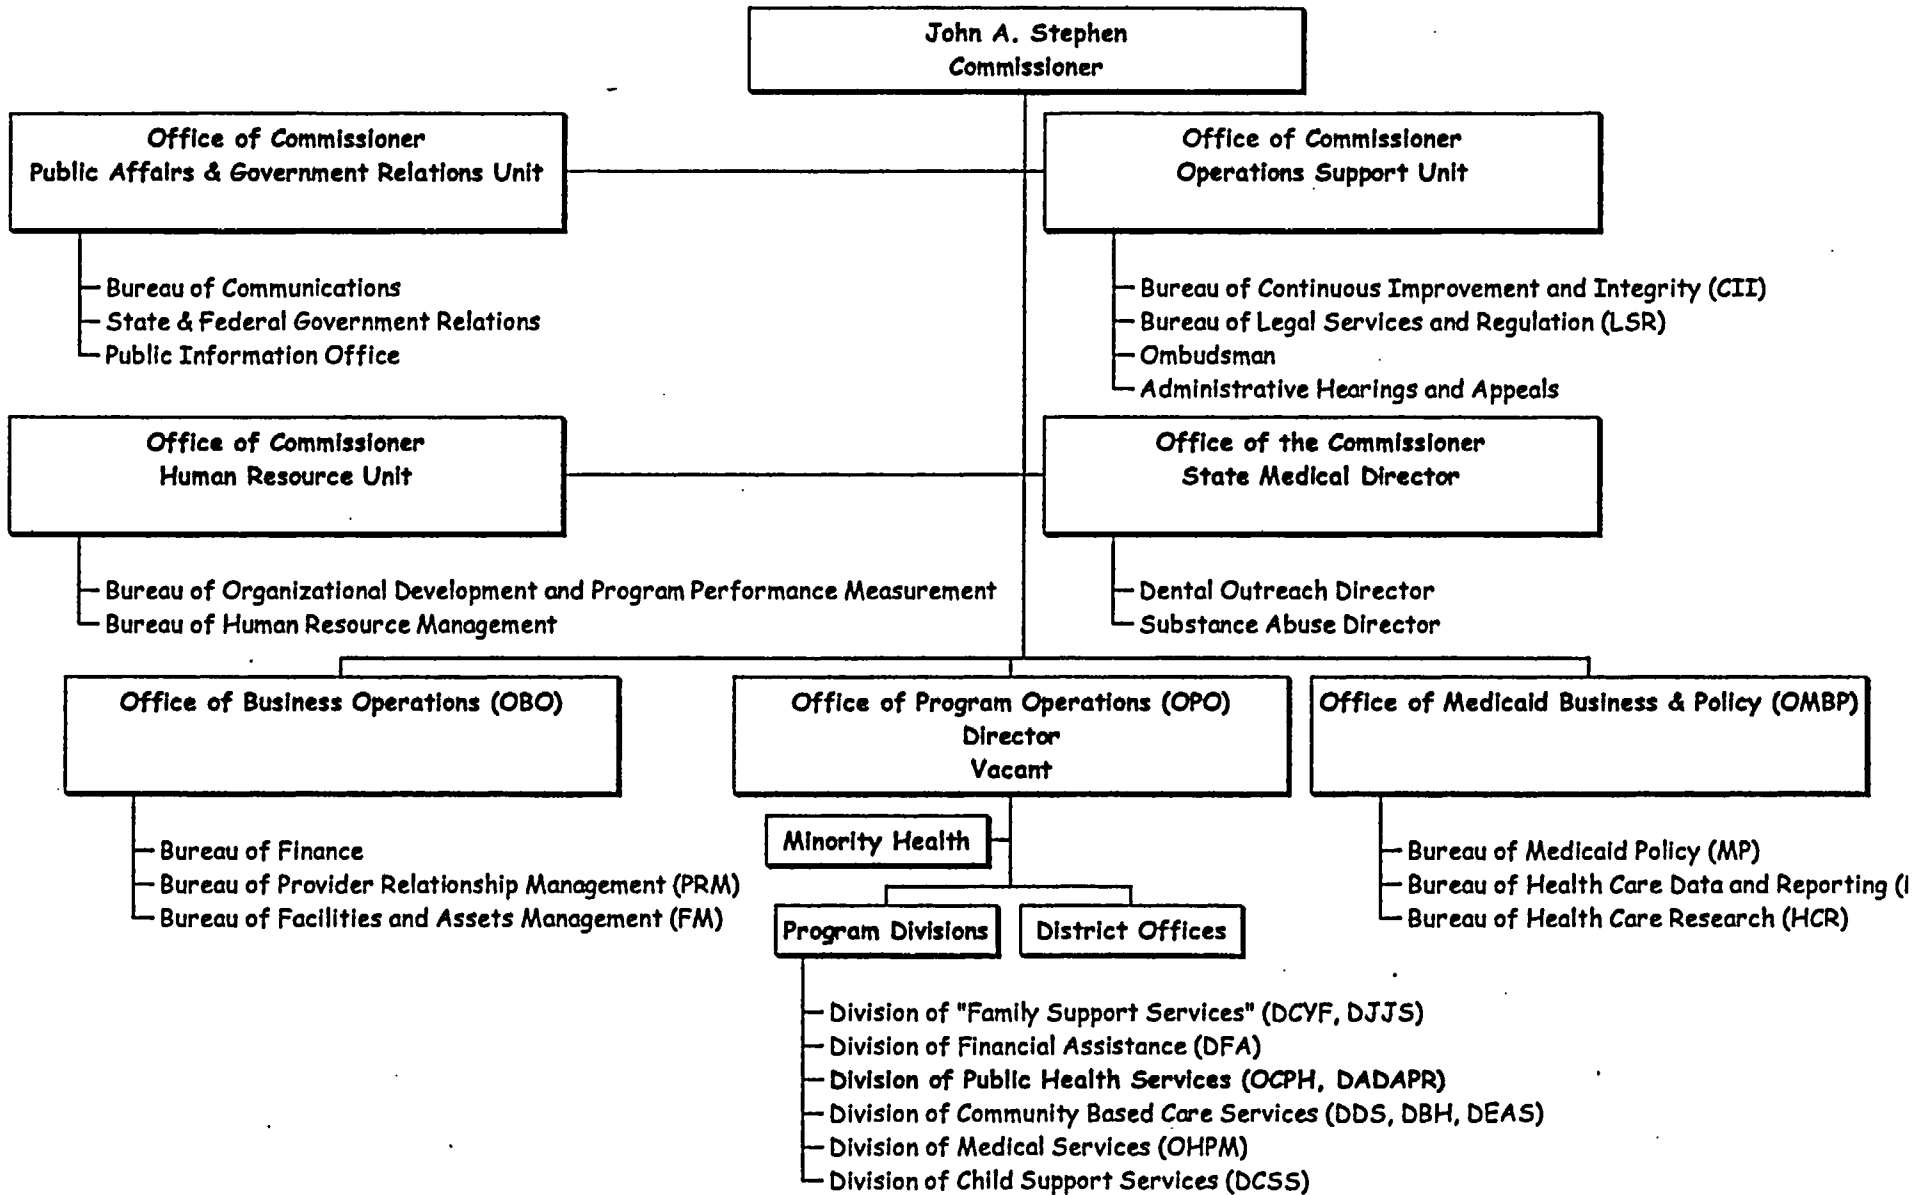 John A. Stephen
Commissioner
Office of Commissioner
Public Affairs & Government Relations Unit
Office of Commissioner
Operations Support Unit
Bureau of Communications
State & Federal Government Relations
Public Information Office
Bureau of Continuous Improvement and Integrity (CII)
Bureau of Legal Services and Regulation (LSR)
Ombudsman
Administrative Hearings and Appeals
Office of Commissioner
Human Resource Unit
Office of the Commissioner
State Medical Director
Bureau of Organizational Development and Program Performance Measurement
Bureau of Human Resource Management
Dental Outreach Director
Substance Abuse Director
Office of Business Operations (OBO)
Office of Program Operations (OPO)
Director
Vacant
Office of Medicaid Business & Policy (OMBP)
Bureau of Finance
Bureau of Provider Relationship Management (PRM)
Bureau of Facilities and Assets Management (FM)
Minority Health
Program Divisions
District Offices
Bureau of Medicaid Policy (MP)
Bureau of Health Care Data and Reporting (
Bureau of Health Care Research (HCR)
Division of "Family Support Services" (DCYF, DJJS)
Division of Financial Assistance (DFA)
Division of Public Health Services (OCPH, DADAPR)
Division of Community Based Care Services (DDS, DBH, DEAS)
Division of Medical Services (OHPM)
Division of Child Support Services (DCSS)